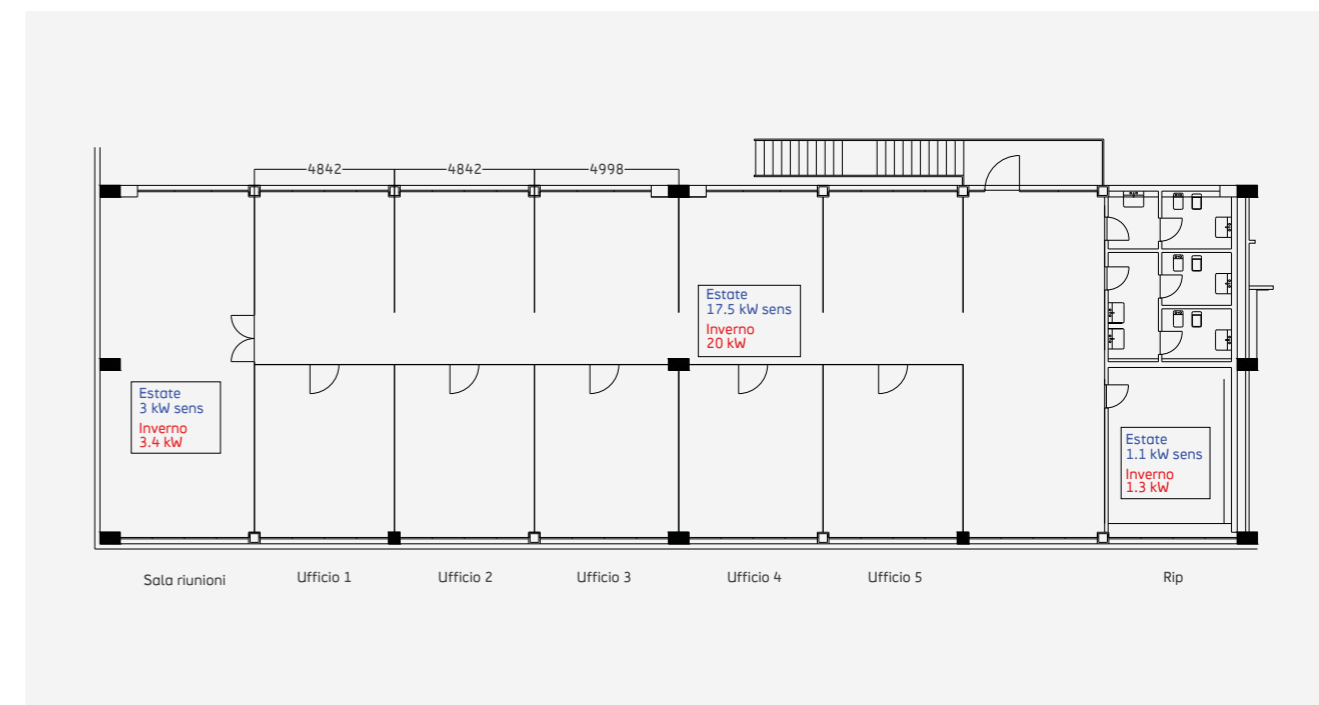 4842
4842
4998
Estate
17.5 kW sens
Inverno
20 kW
Estate
3 kW sens
Inverno
3.4 kW
Estate
1.1 kW sens
Inverno
1.3 kW
Sala riunioni
Ufficio 1
Ufficio 2
Ufficio 3
Ufficio 4
Ufficio 5
Rip